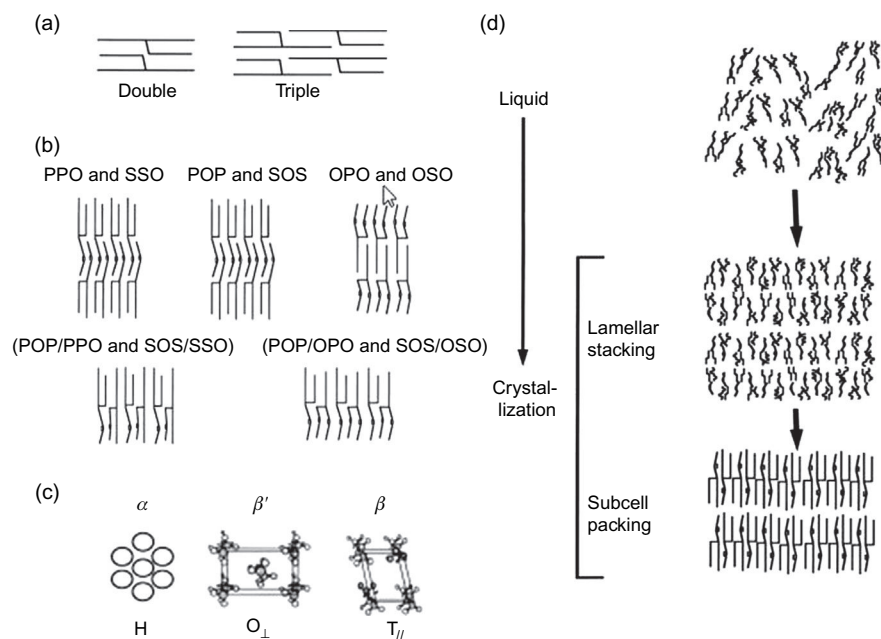 (a)
Double
Triple
(b)
PPO and SSO
POP and SOS
OPO and OSO
(POP/PPO and SOS/SSO)
(POP/OPO and SOS/OSO)
(c)
α
β′
β
H
O⊥
T//
(d)
Liquid
Lamellar
stacking
Crystal-
lization
Subcell
packing